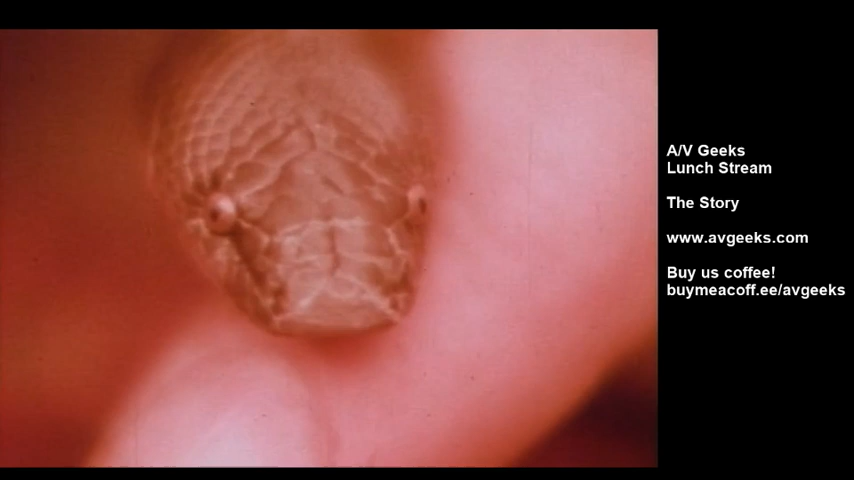 A/V Geeks
Lunch Stream
The Story
www.avgeeks.com
Buy us coffee!
buymeacoff.ee/avgeeks